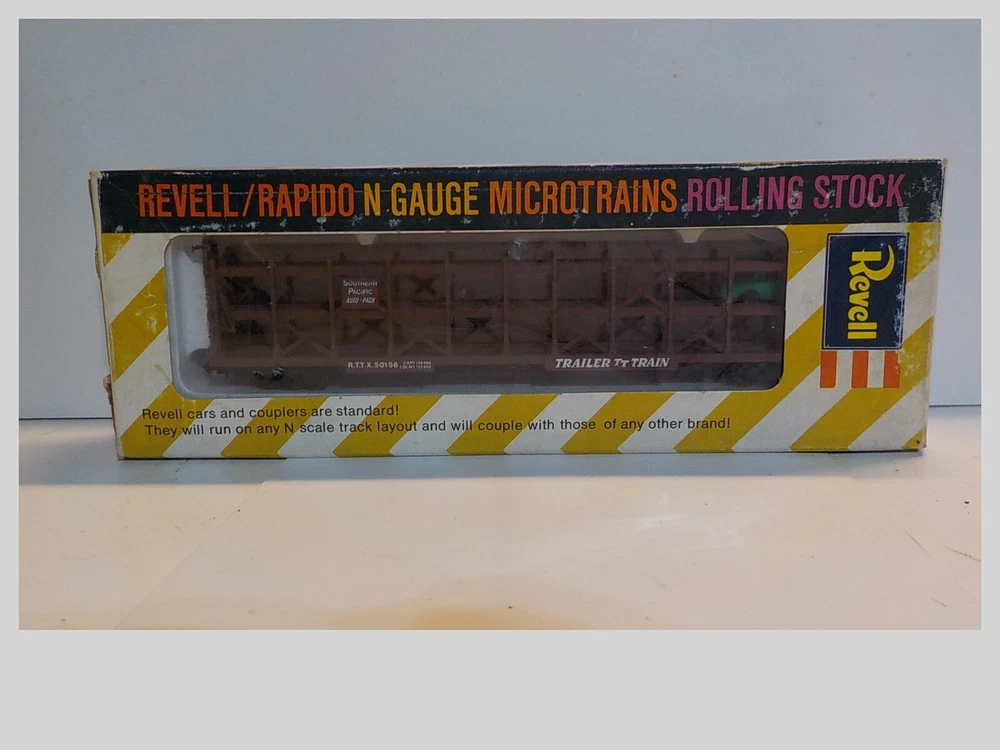 REVELL/RAPIDO N GAUGE MICROTRAINS ROLLING STOCK
Revell
SOUTHERN
PACIFIC
AUTO-PACK
R.T.T.X.50156
TRAILER TT TRAIN
Revell cars and couplers are standard!
They will run on any N scale track layout and will couple with those of any other brand!